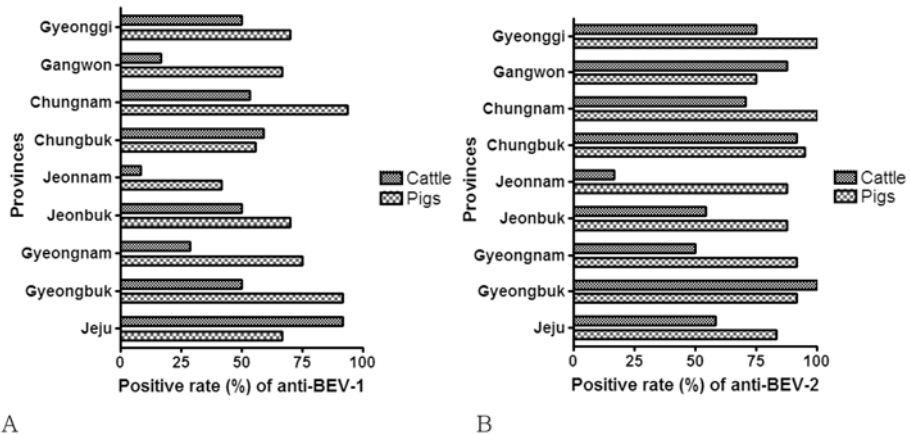 Provinces
Gyeonggi
Gangwon
Chungnam
Chungbuk
Jeonnam
Jeonbuk
Gyeongnam
Gyeongbuk
Jeju
0 25 50 75 100
Positive rate (%) of anti-BEV-1
Cattle
Pigs
A
Provinces
Gyeonggi
Gangwon
Chungnam
Chungbuk
Jeonnam
Jeonbuk
Gyeongnam
Gyeongbuk
Jeju
0 25 50 75 100
Positive rate (%) of anti-BEV-2
Cattle
Pigs
B